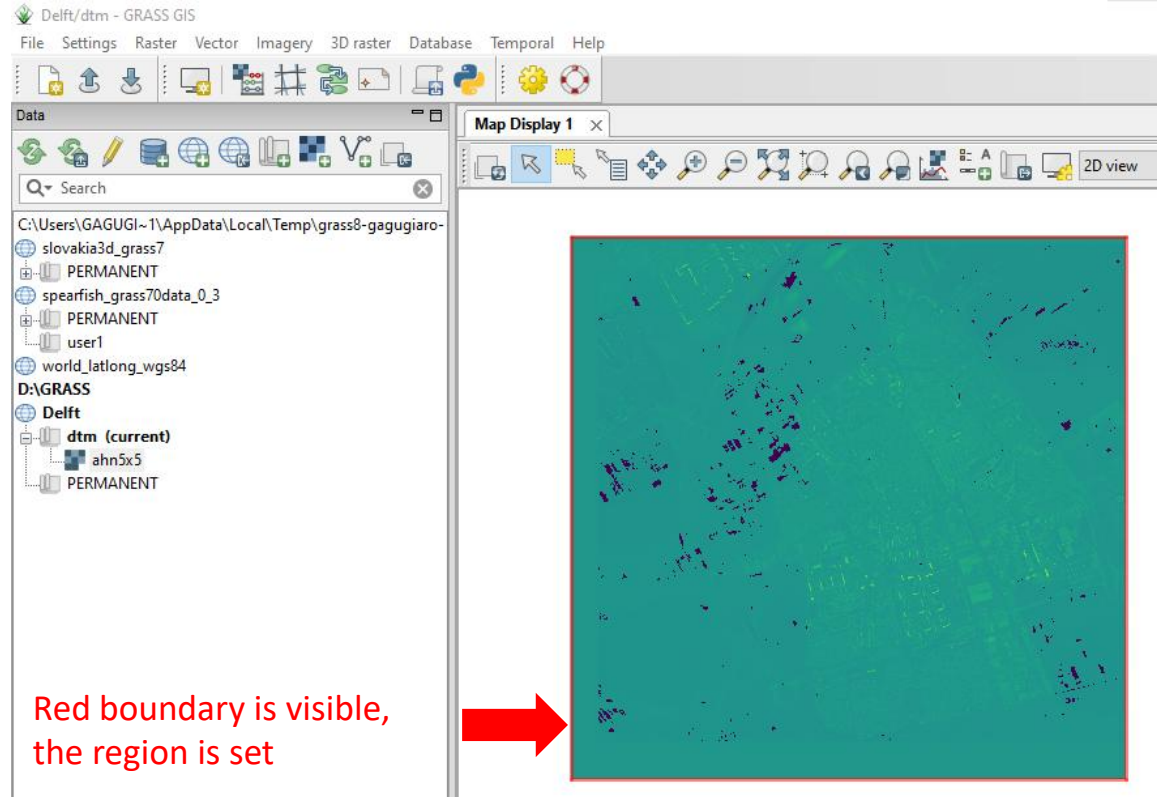 Delft/dtm - GRASS GIS
File Settings Raster Vector Imagery 3D raster Database Temporal Help
Data
Search
C:\Users\GAGUGI~1\AppData\Local\Temp\grass8-gagugiaro-
slovakia3d_grass7
PERMANENT
spearfish_grass70data_0_3
PERMANENT
user1
world_latlong_wgs84
D:\GRASS
Delft
dtm (current)
ahn5x5
PERMANENT
Map Display 1
2D view
Red boundary is visible,
the region is set